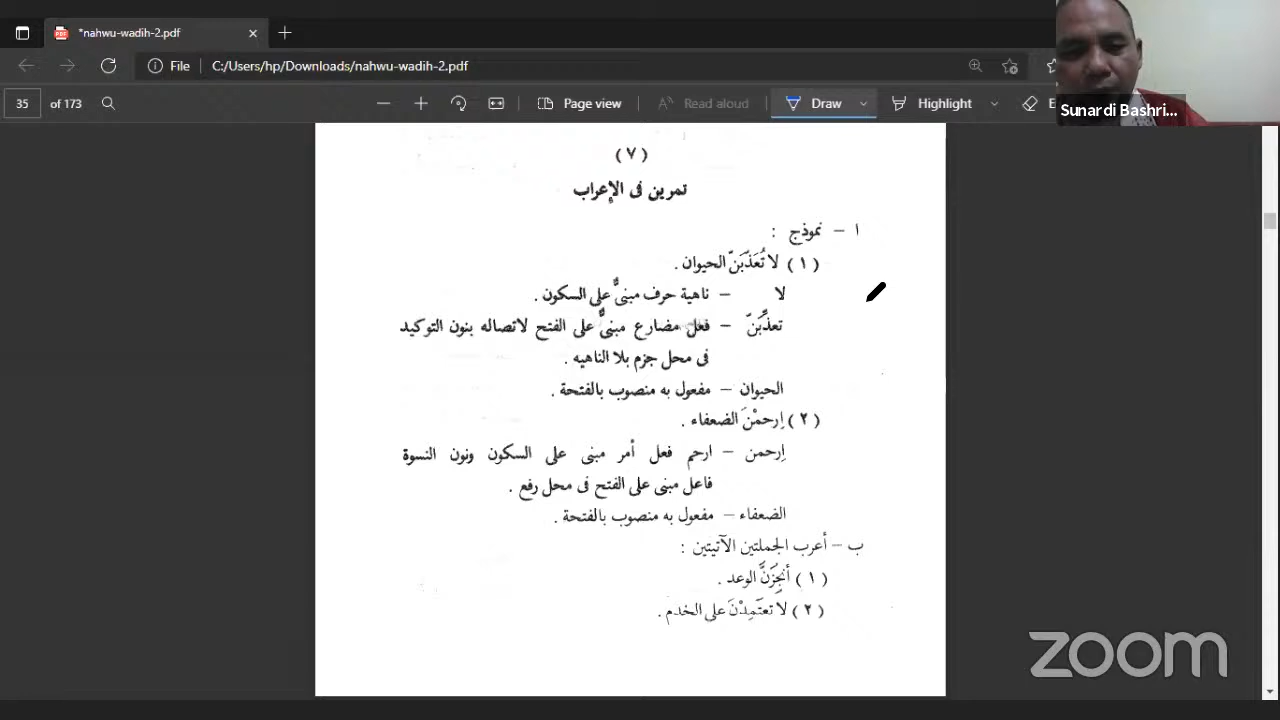 *nahwu-wadih-2.pdf
File C:/Users/hp/Downloads/nahwu-wadih-2.pdf
35 of 173 Page view Read aloud Draw Highlight
Sunardi Bashri...
(٧)
تمرين فى الإعراب
ا – نموذج :
(١) لا تُعَذِّبَنّ الحيوان .
لا – ناهية حرف مبنىٌّ على السكون .
تعذِّبَنّ – فعل مضارع مبنىٌّ على الفتح لاتصاله بنون التوكيد
فى محل جزم بلا الناهيه .
الحيوان – مفعول به منصوب بالفتحة .
(٢) اِرحمْنَ الضعفاء .
اِرحمن – ارحم فعل أمر مبنى على السكون ونون النسوة
فاعل مبنى على الفتح فى محل رفع .
الضعفاء – مفعول به منصوب بالفتحة .
ب – أعرب الجملتين الآتيتين :
(١) أنجِزَنَّ الوعد .
(٢) لا تعتَمِدْنَ على الخدم .
zoom